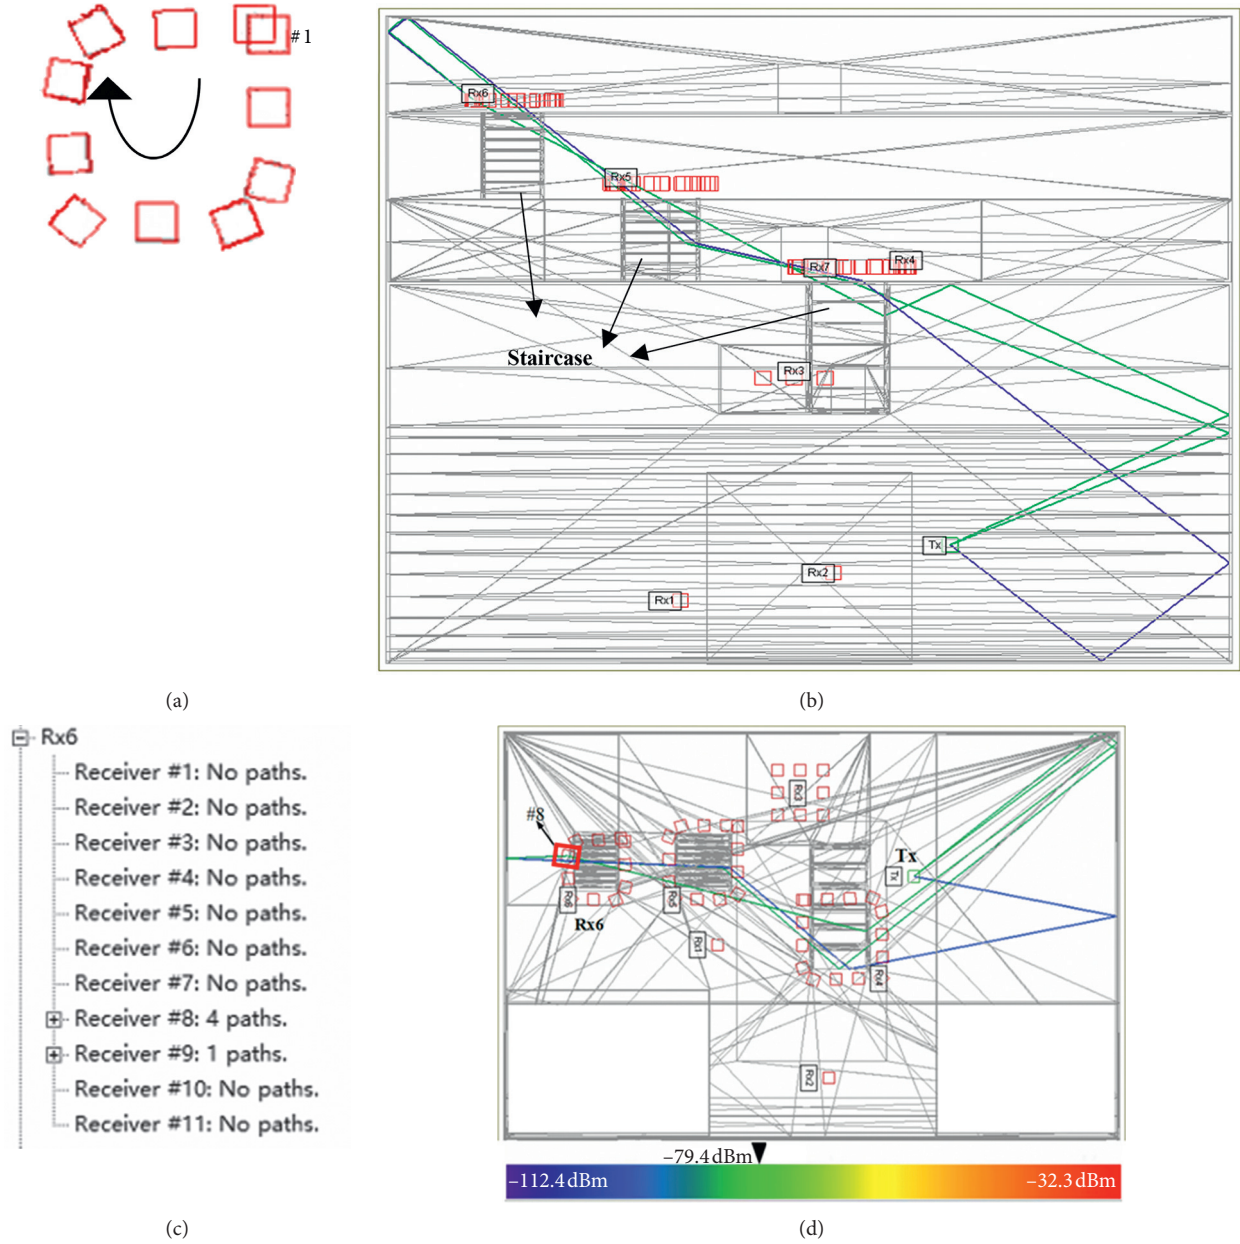 #1
Rx6
Rx5
Rx7
Rx4
Staircase
Rx3
Tx
Rx2
Rx1
(a)
(b)
Rx6
Receiver #1: No paths.
Receiver #2: No paths.
Receiver #3: No paths.
Receiver #4: No paths.
Receiver #5: No paths.
Receiver #6: No paths.
Receiver #7: No paths.
Receiver #8: 4 paths.
Receiver #9: 1 paths.
Receiver #10: No paths.
Receiver #11: No paths.
#8
Rx3
Tx
Tx
Rx6
Rx5
Rx6
Rx1
Rx4
Rx2
−79.4 dBm
−112.4 dBm
−32.3 dBm
(c)
(d)